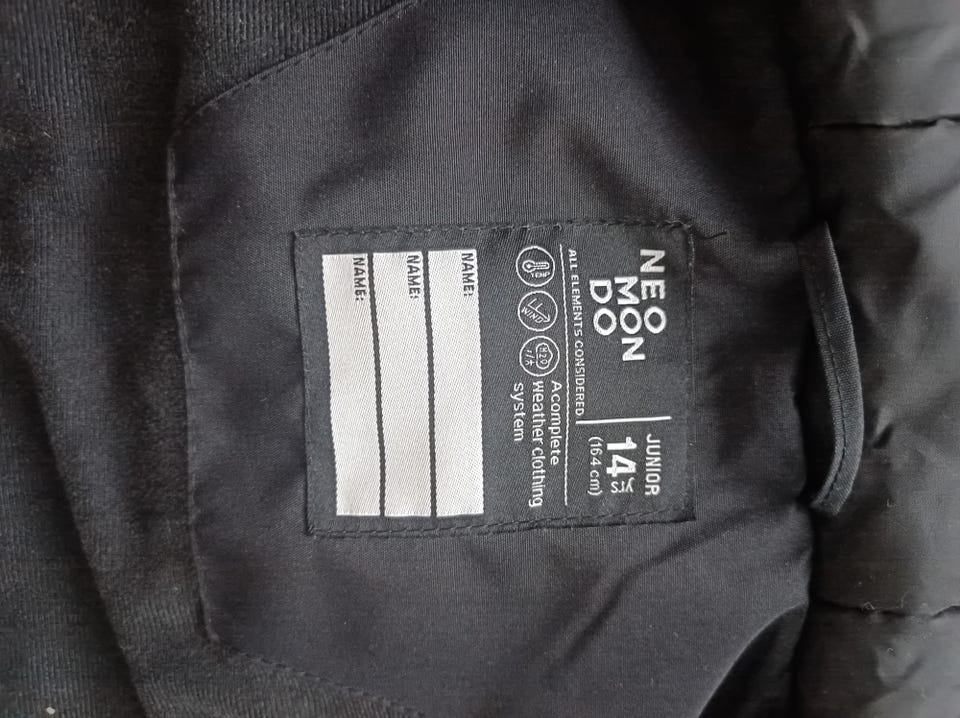 NEO
MON
DO
JUNIOR
14 yrs
(164 cm)
ALL ELEMENTS CONSIDERED
WIND
H2O
A complete
weather clothing
system
NAME:
NAME:
NAME: